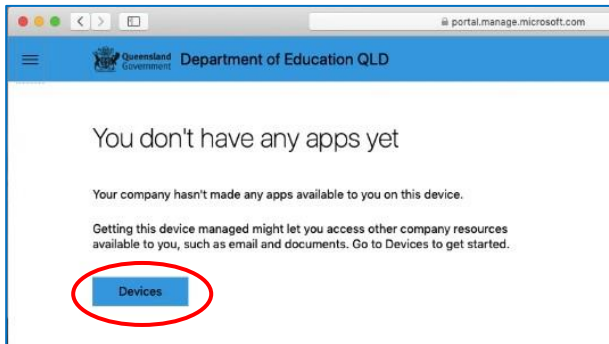 portal.manage.microsoft.com
Queensland
Government
Department of Education QLD
You don't have any apps yet
Your company hasn't made any apps available to you on this device.
Getting this device managed might let you access other company resources
available to you, such as email and documents. Go to Devices to get started.
Devices